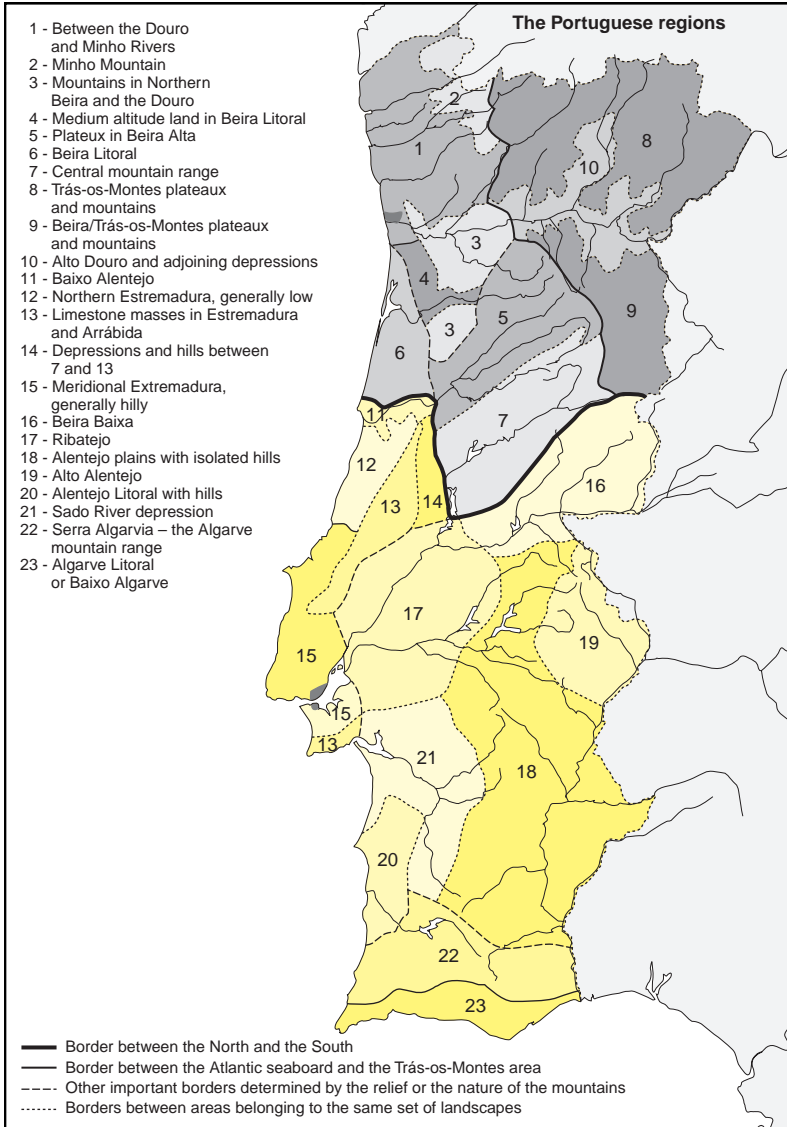 The Portuguese regions
1 - Between the Douro
and Minho Rivers
2 - Minho Mountain
3 - Mountains in Northern
Beira and the Douro
4 - Medium altitude land in Beira Litoral
5 - Plateux in Beira Alta
6 - Beira Litoral
7 - Central mountain range
8 - Trás-os-Montes plateaux
and mountains
9 - Beira/Trás-os-Montes plateaux
and mountains
10 - Alto Douro and adjoining depressions
11 - Baixo Alentejo
12 - Northern Estremadura, generally low
13 - Limestone masses in Estremadura
and Arrábida
14 - Depressions and hills between
7 and 13
15 - Meridional Extremadura,
generally hilly
16 - Beira Baixa
17 - Ribatejo
18 - Alentejo plains with isolated hills
19 - Alto Alentejo
20 - Alentejo Litoral with hills
21 - Sado River depression
22 - Serra Algarvia – the Algarve
mountain range
23 - Algarve Litoral
or Baixo Algarve
2
1
8
10
3
4
9
3
5
6
11
7
12
13
14
16
17
19
15
15
13
21
18
20
22
23
Border between the North and the South
Border between the Atlantic seaboard and the Trás-os-Montes area
Other important borders determined by the relief or the nature of the mountains
Borders between areas belonging to the same set of landscapes